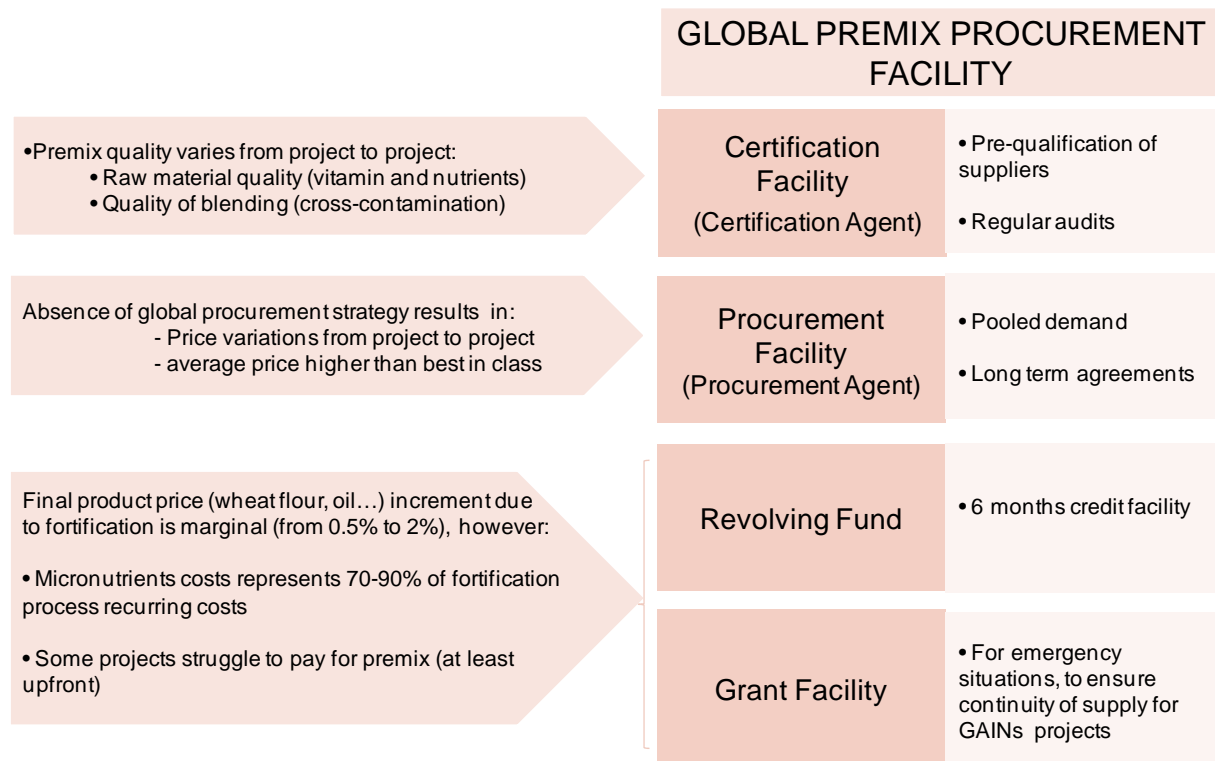 GLOBAL PREMIX PROCUREMENT
FACILITY
•Premix quality varies from project to project:
• Raw material quality (vitamin and nutrients)
• Quality of blending (cross-contamination)
Certification
Facility
(Certification Agent)
• Pre-qualification of
suppliers
• Regular audits
Absence of global procurement strategy results in:
- Price variations from project to project
- average price higher than best in class
Procurement
Facility
(Procurement Agent)
• Pooled demand
• Long term agreements
Final product price (wheat flour, oil…) increment due
to fortification is marginal (from 0.5% to 2%), however:
• Micronutrients costs represents 70-90% of fortification
process recurring costs
• Some projects struggle to pay for premix (at least
upfront)
Revolving Fund
• 6 months credit facility
Grant Facility
• For emergency
situations, to ensure
continuity of supply for
GAINs projects